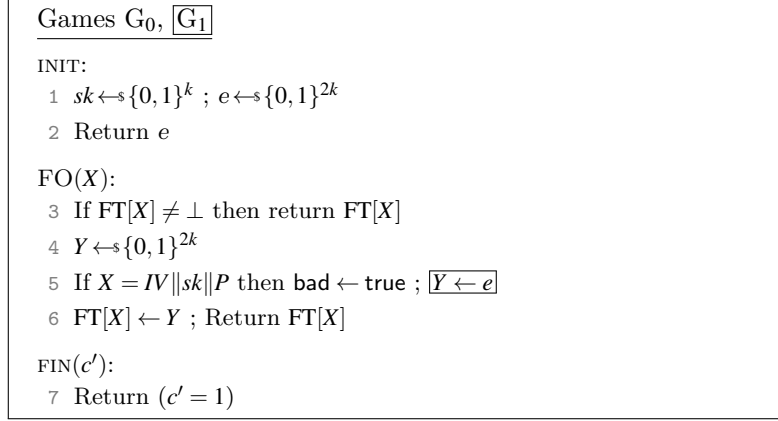 Games G₀, G₁
INIT:
1 sk ←$ {0,1}ᵏ ; e ←$ {0,1}²ᵏ
2 Return e
FO(X):
3 If FT[X] ≠ ⊥ then return FT[X]
4 Y ←$ {0,1}²ᵏ
5 If X = IV‖sk‖P then bad ← true ; Y ← e
6 FT[X] ← Y ; Return FT[X]
FIN(c′):
7 Return (c′ = 1)